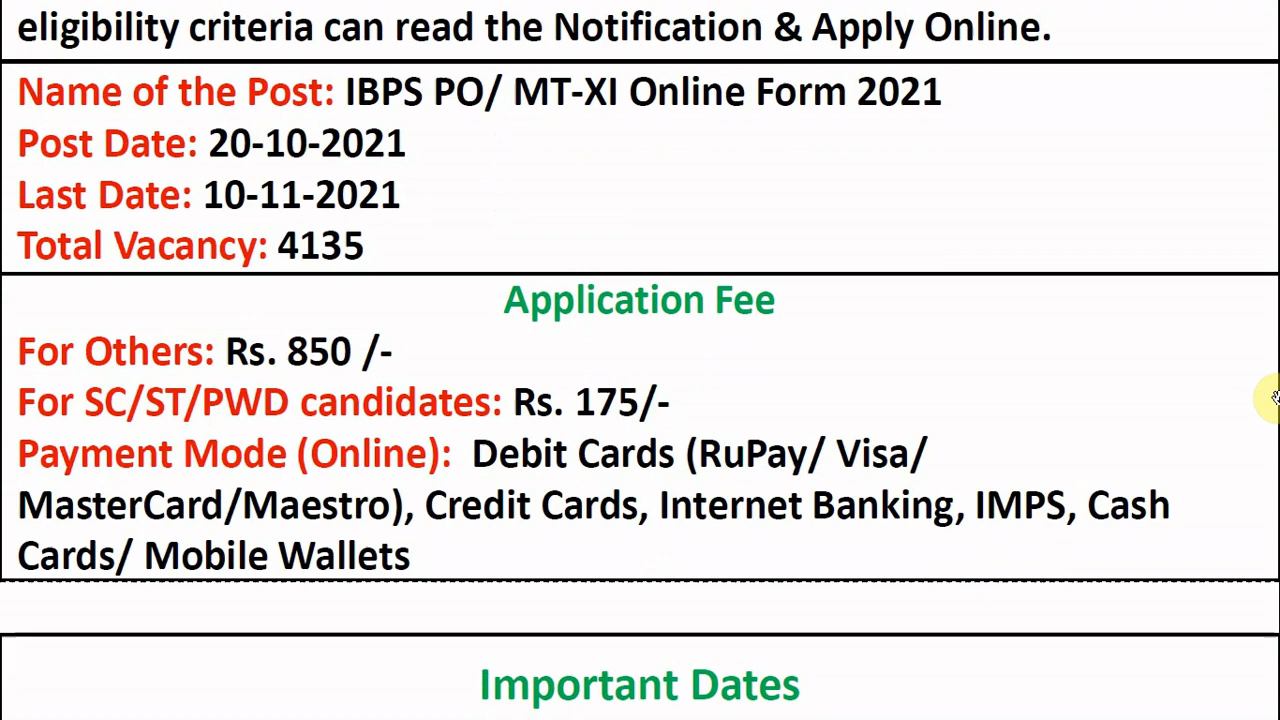 eligibility criteria can read the Notification & Apply Online.
Name of the Post: IBPS PO/ MT-XI Online Form 2021
Post Date: 20-10-2021
Last Date: 10-11-2021
Total Vacancy: 4135
Application Fee
For Others: Rs. 850 /-
For SC/ST/PWD candidates: Rs. 175/-
Payment Mode (Online): Debit Cards (RuPay/ Visa/
MasterCard/Maestro), Credit Cards, Internet Banking, IMPS, Cash
Cards/ Mobile Wallets
Important Dates